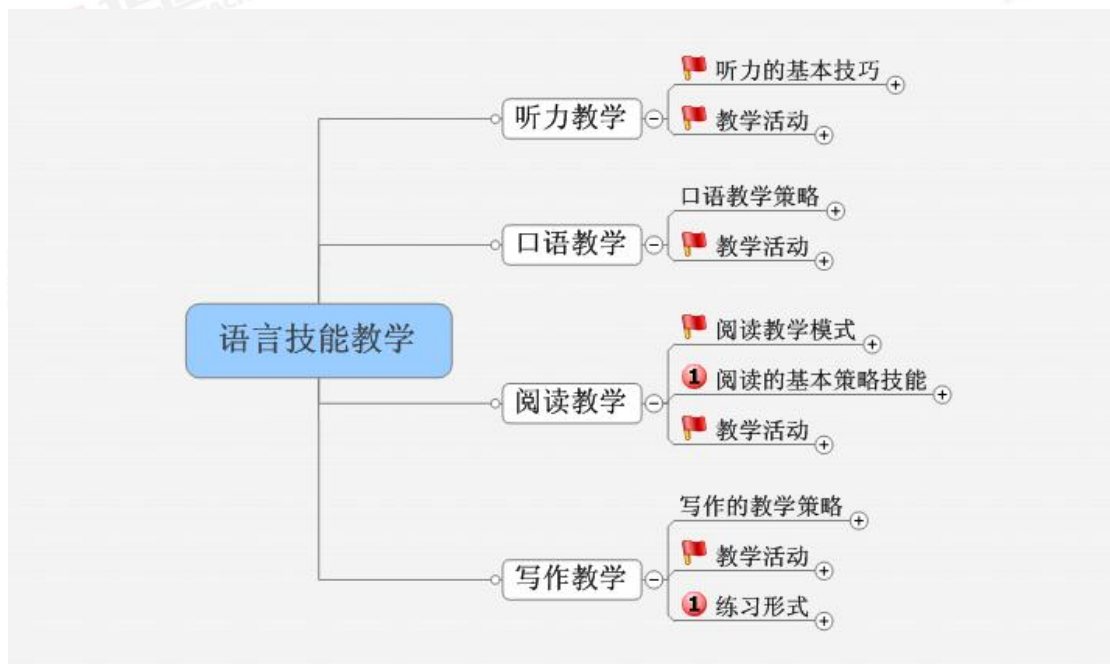 语言技能教学
听力教学
听力的基本技巧
教学活动
口语教学
口语教学策略
教学活动
阅读教学
阅读教学模式
1 阅读的基本策略技能
教学活动
写作教学
写作的教学策略
教学活动
1 练习形式